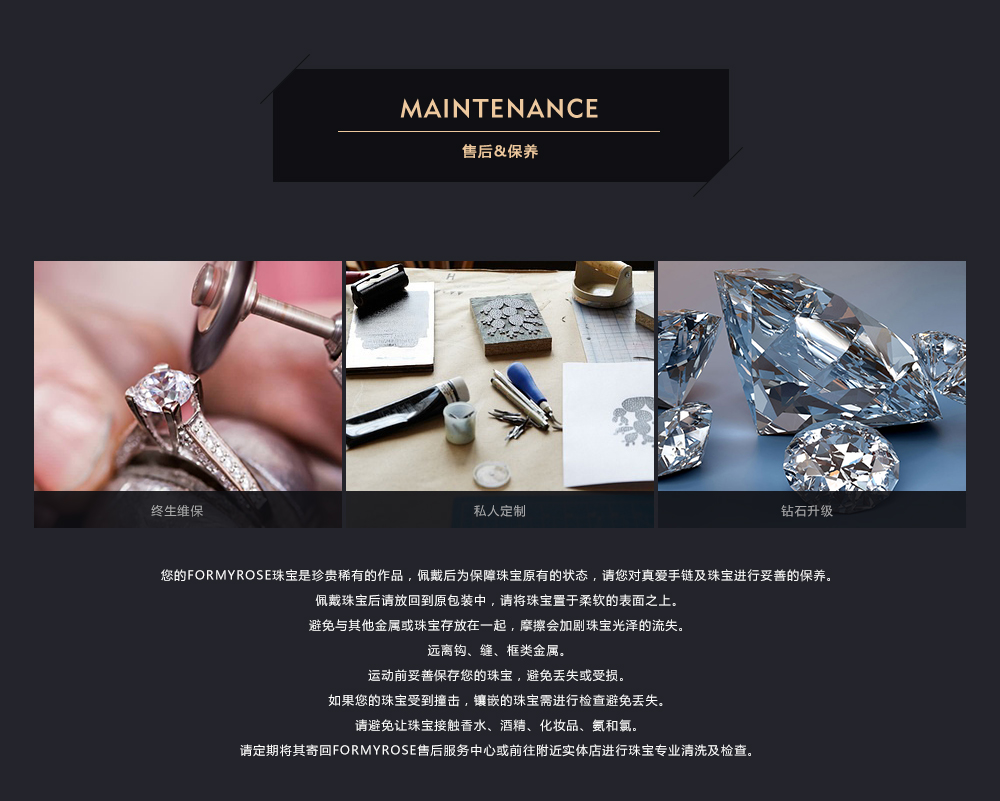 MAINTENANCE
售后&保养
终生维保
私人定制
钻石升级
您的FORMYROSE珠宝是珍贵稀有的作品，佩戴后为保障珠宝原有的状态，请您对真爱手链及珠宝进行妥善的保养。
佩戴珠宝后请放回到原包装中，请将珠宝置于柔软的表面之上。
避免与其他金属或珠宝存放在一起，摩擦会加剧珠宝光泽的流失。
远离钩、缝、框类金属。
运动前妥善保存您的珠宝，避免丢失或受损。
如果您的珠宝受到撞击，镶嵌的珠宝需进行检查避免丢失。
请避免让珠宝接触香水、酒精、化妆品、氨和氯。
请定期将其寄回FORMYROSE售后服务中心或前往附近实体店进行珠宝专业清洗及检查。